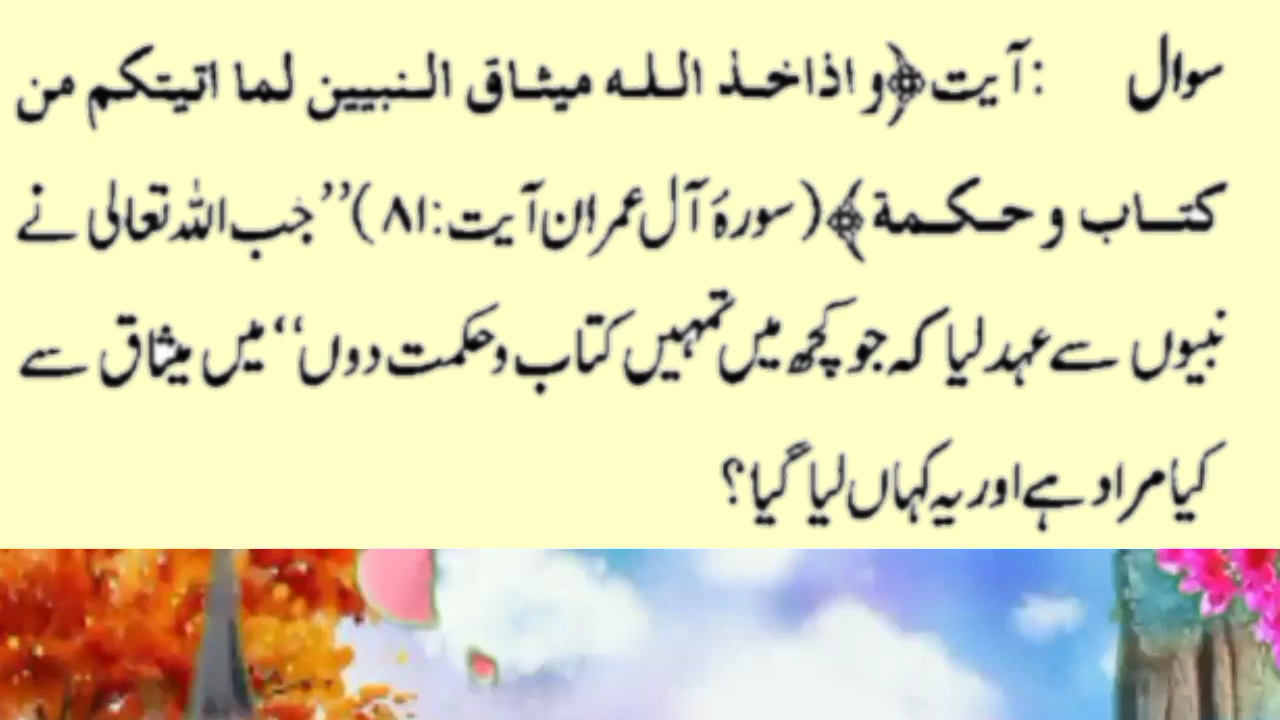 سوال :آیت ﴿و اذاخذ اللہ میثاق النبیین لما اتیتکم من
کتاب و حکمة﴾ (سورۂ آل عمران آیت:۸۱) ’’جب اللہ تعالی نے
نبیوں سے عہد لیا کہ جو کچھ میں تمہیں کتاب وحکمت دوں‘‘ میں میثاق سے
کیا مراد ہے اور یہ کہاں لیا گیا؟